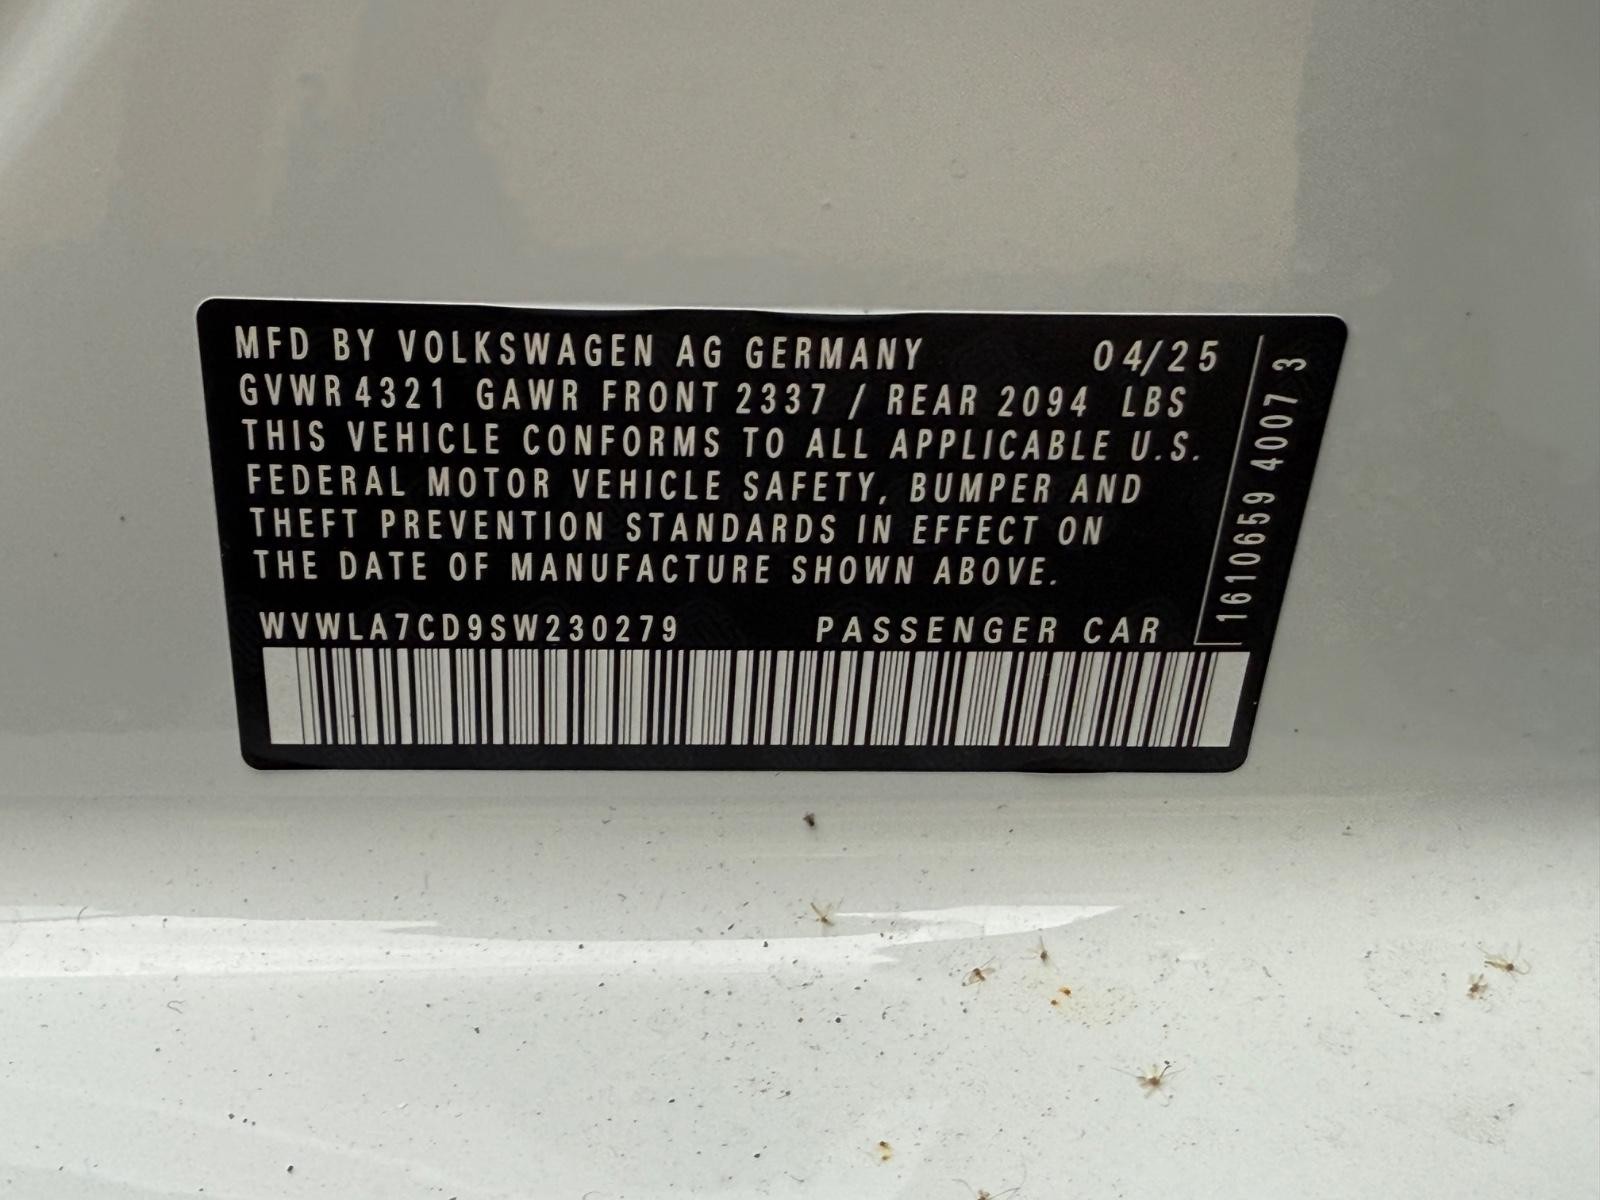 MFD BY VOLKSWAGEN AG GERMANY 04/25
GVWR 4321 GAWR FRONT 2337 / REAR 2094 LBS
THIS VEHICLE CONFORMS TO ALL APPLICABLE U.S.
FEDERAL MOTOR VEHICLE SAFETY, BUMPER AND
THEFT PREVENTION STANDARDS IN EFFECT ON
THE DATE OF MANUFACTURE SHOWN ABOVE.
WVWLA7CD9SW230279 PASSENGER CAR
1610659 4007 3